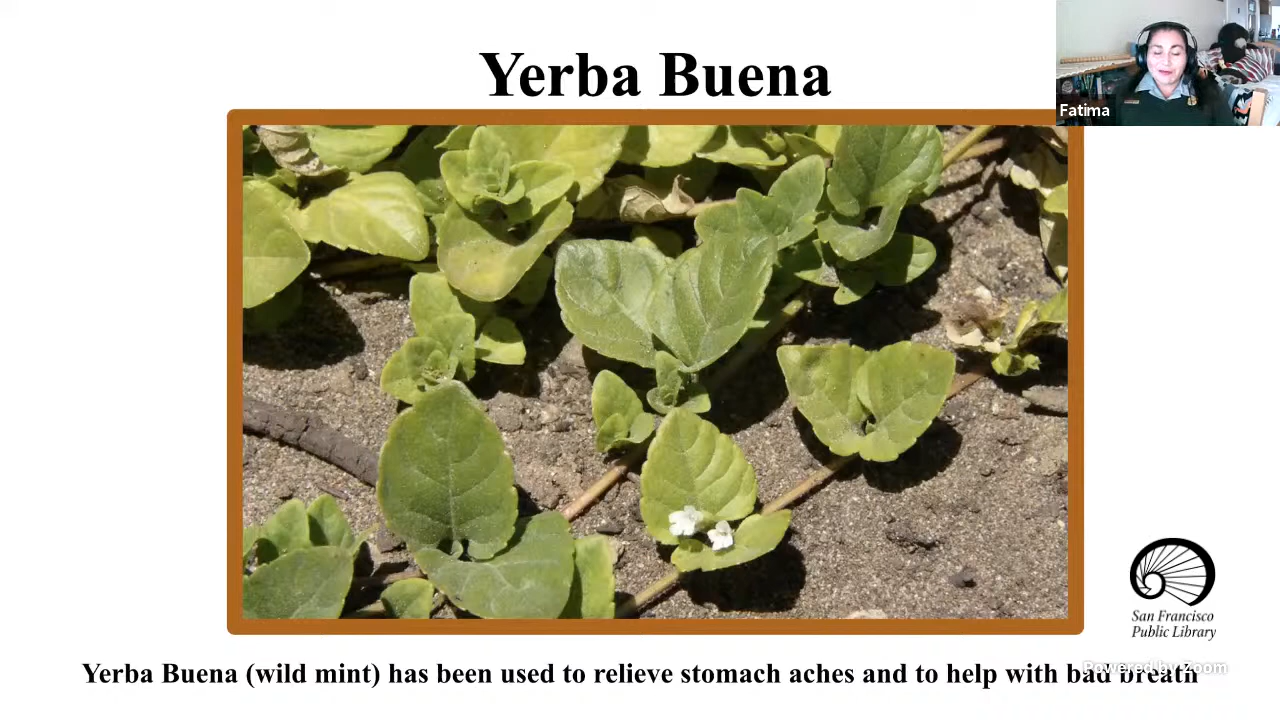 Yerba Buena
Fatima
San Francisco
Public Library
Yerba Buena (wild mint) has been used to relieve stomach aches and to help with bad breath
Powered by Zoom